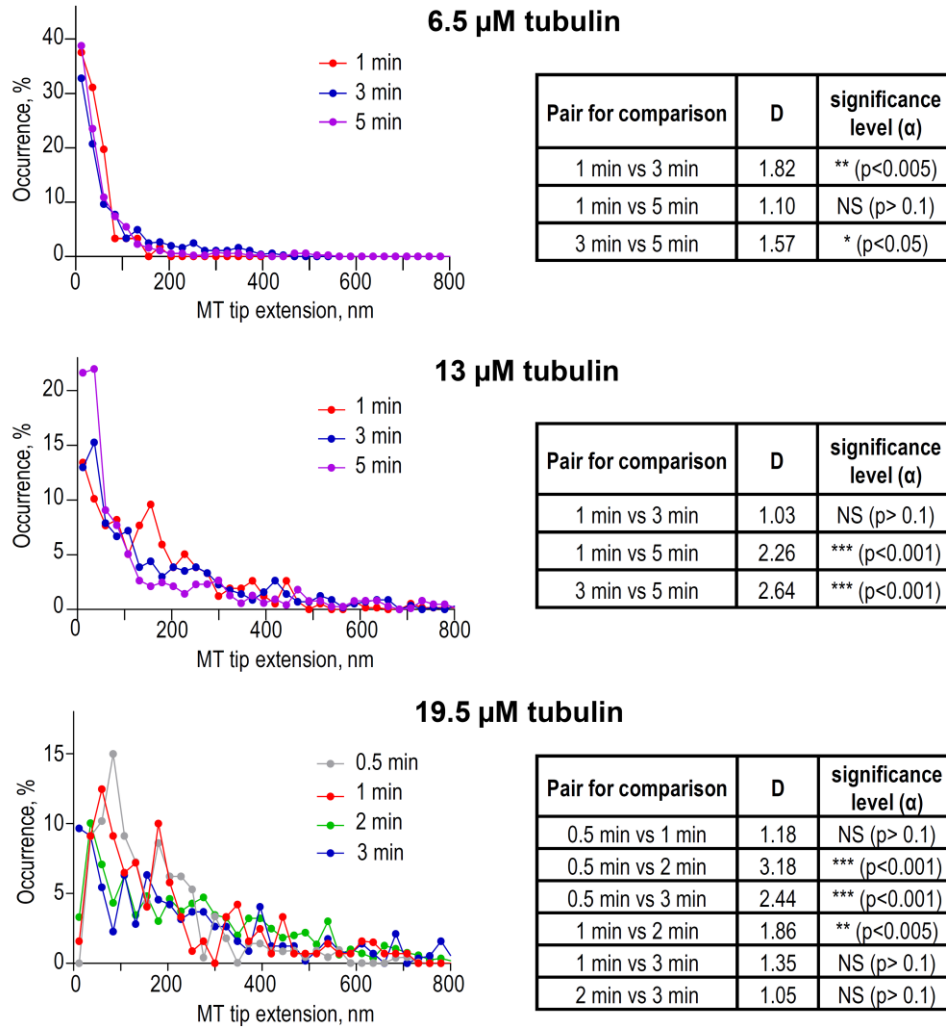 6.5 µM tubulin
Occurrence, %
40
30
20
10
0
0
200
400
600
800
MT tip extension, nm
1 min
3 min
5 min
Pair for comparison D significance level (α)
1 min vs 3 min 1.82 ** (p<0.005)
1 min vs 5 min 1.10 NS (p> 0.1)
3 min vs 5 min 1.57 * (p<0.05)
13 µM tubulin
Occurrence, %
20
15
10
5
0
0
200
400
600
800
MT tip extension, nm
1 min
3 min
5 min
Pair for comparison D significance level (α)
1 min vs 3 min 1.03 NS (p> 0.1)
1 min vs 5 min 2.26 *** (p<0.001)
3 min vs 5 min 2.64 *** (p<0.001)
19.5 µM tubulin
Occurrence, %
15
10
5
0
0
200
400
600
800
MT tip extension, nm
0.5 min
1 min
2 min
3 min
Pair for comparison D significance level (α)
0.5 min vs 1 min 1.18 NS (p> 0.1)
0.5 min vs 2 min 3.18 *** (p<0.001)
0.5 min vs 3 min 2.44 *** (p<0.001)
1 min vs 2 min 1.86 ** (p<0.005)
1 min vs 3 min 1.35 NS (p> 0.1)
2 min vs 3 min 1.05 NS (p> 0.1)